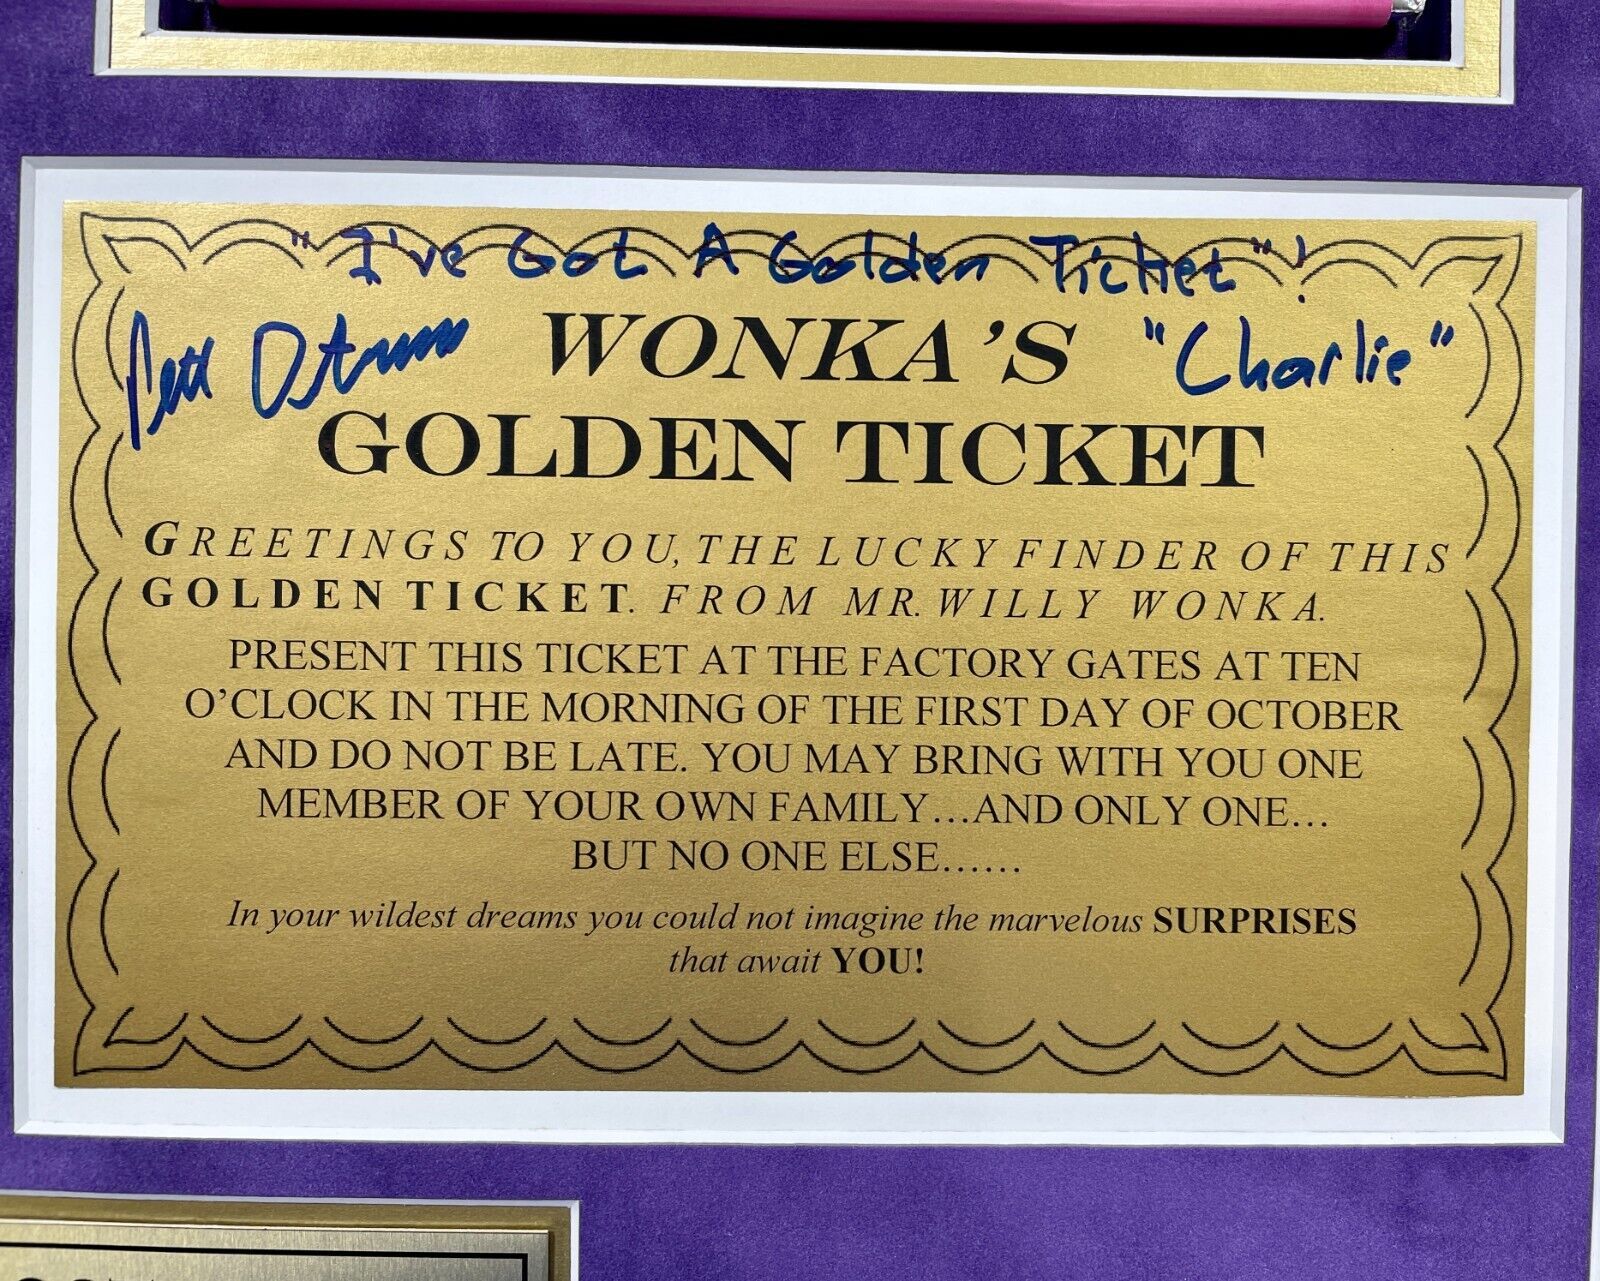 "I've Got A Golden Ticket"!
Peter Ostrum
"Charlie"
WONKA'S
GOLDEN TICKET
GREETINGS TO YOU, THE LUCKY FINDER OF THIS
GOLDEN TICKET. FROM MR. WILLY WONKA.
PRESENT THIS TICKET AT THE FACTORY GATES AT TEN
O'CLOCK IN THE MORNING OF THE FIRST DAY OF OCTOBER
AND DO NOT BE LATE. YOU MAY BRING WITH YOU ONE
MEMBER OF YOUR OWN FAMILY...AND ONLY ONE...
BUT NO ONE ELSE......
In your wildest dreams you could not imagine the marvelous SURPRISES
that await YOU!